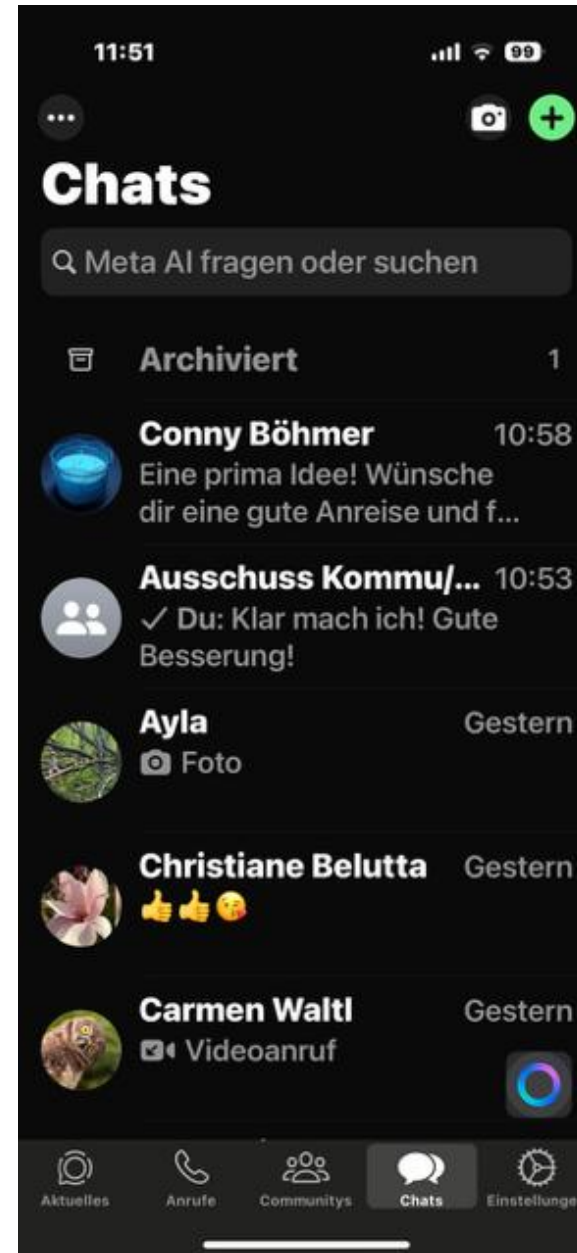 11:51
99
Chats
Meta AI fragen oder suchen
Archiviert 1
Conny Böhmer 10:58
Eine prima Idee! Wünsche
dir eine gute Anreise und f...
Ausschuss Kommu/... 10:53
✓ Du: Klar mach ich! Gute
Besserung!
Ayla Gestern
Foto
Christiane Belutta Gestern
👍👍😘
Carmen Waltl Gestern
Videoanruf
Aktuelles Anrufe Communitys Chats Einstellunge